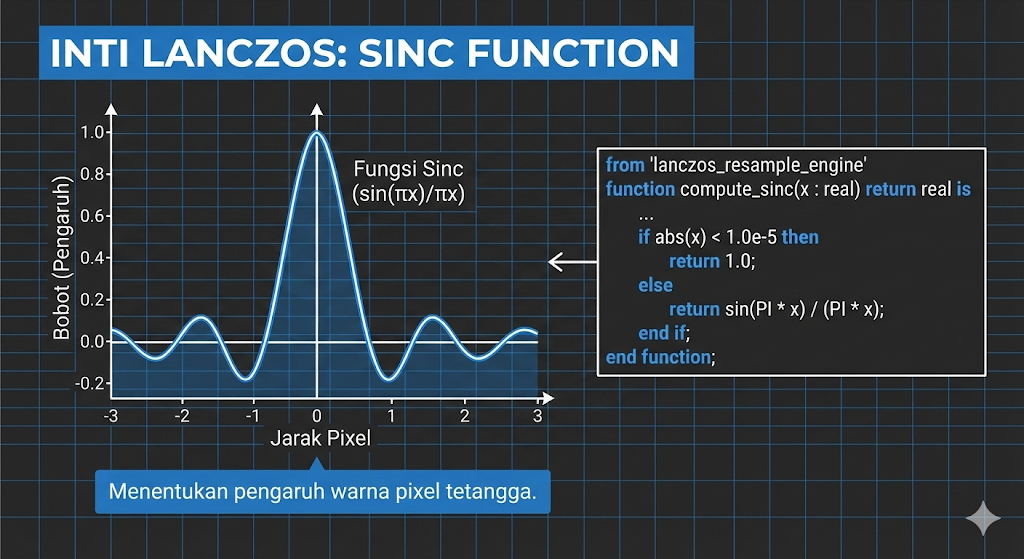 INTI LANCZOS: SINC FUNCTION
Bobot (Pengaruh)
1.0
0.8
0.6
0.4
0.2
0.0
-0.2
Fungsi Sinc
(sin(πx)/πx)
-3 -2 -1 0 1 2 3
Jarak Pixel
Menentukan pengaruh warna pixel tetangga.
from 'lanczos_resample_engine'
function compute_sinc(x : real) return real is
...
if abs(x) < 1.0e-5 then
return 1.0;
else
return sin(PI * x) / (PI * x);
end if;
end function;